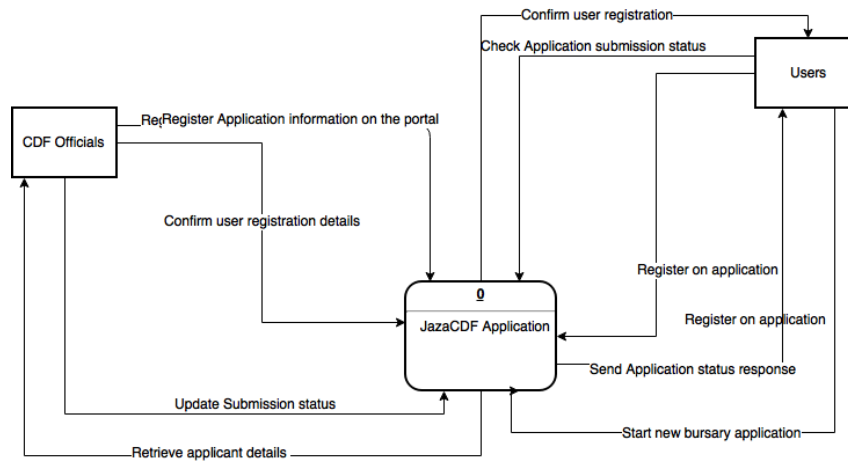 Confirm user registration
Check Application submission status
Users
Register Application information on the portal
CDF Officials
Confirm user registration details
Register on application
0
JazaCDF Application
Register on application
Send Application status response
Update Submission status
Start new bursary application
Retrieve applicant details